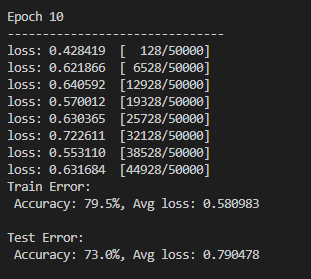 Epoch 10
-------------------------------
loss: 0.428419  [  128/50000]
loss: 0.621866  [ 6528/50000]
loss: 0.640592  [12928/50000]
loss: 0.570012  [19328/50000]
loss: 0.630365  [25728/50000]
loss: 0.722611  [32128/50000]
loss: 0.553110  [38528/50000]
loss: 0.631684  [44928/50000]
Train Error:
 Accuracy: 79.5%, Avg loss: 0.580983

Test Error:
 Accuracy: 73.0%, Avg loss: 0.790478